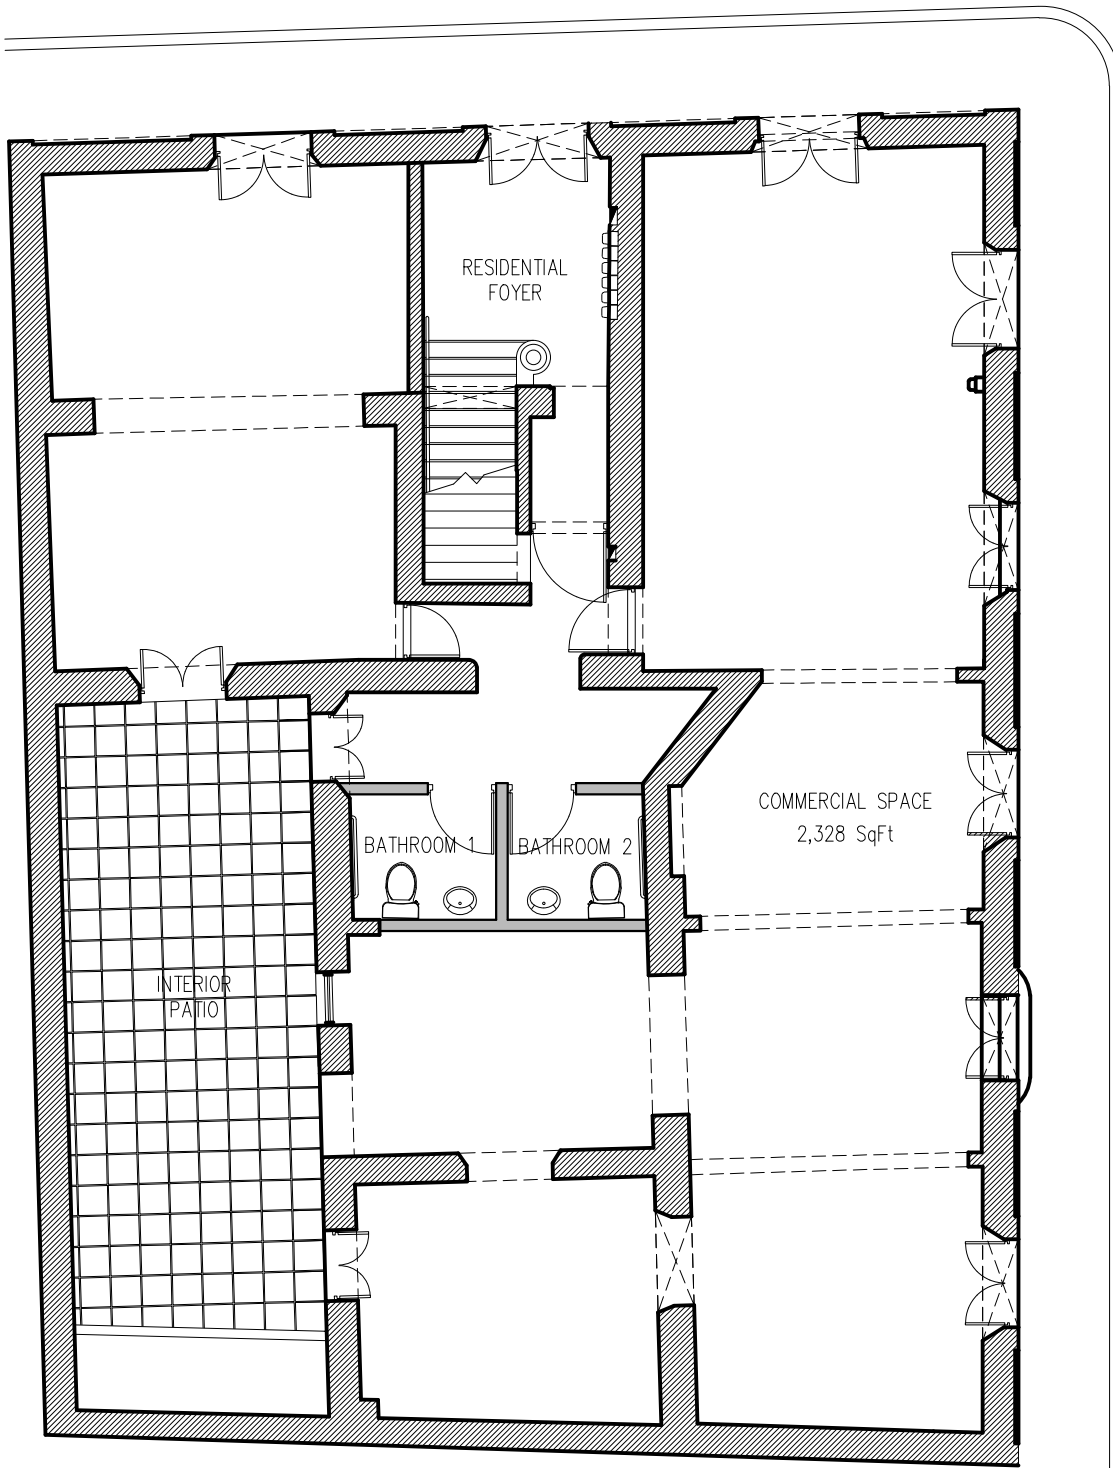 RESIDENTIAL
FOYER
COMMERCIAL SPACE
2,328 SqFt
BATHROOM 1
BATHROOM 2
INTERIOR
PATIO